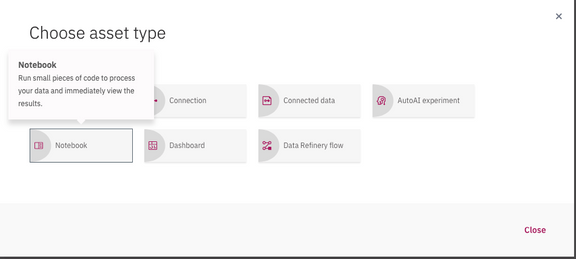 Choose asset type
Notebook
Run small pieces of code to process
your data and immediately view the
results.
Connection
Connected data
AutoAI experiment
Notebook
Dashboard
Data Refinery flow
Close